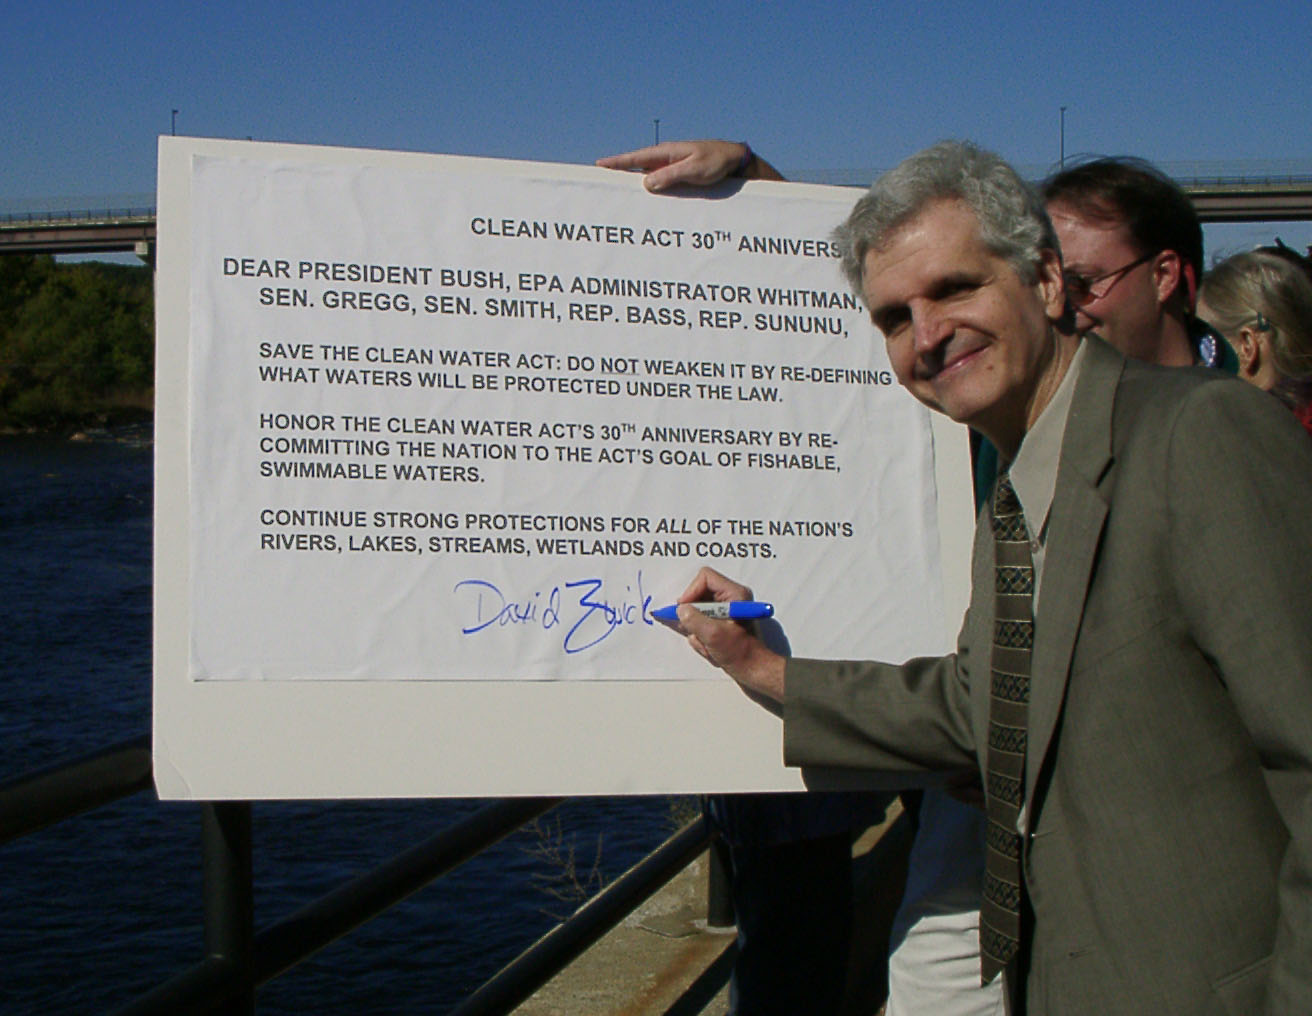 CLEAN WATER ACT 30TH ANNIVERS
DEAR PRESIDENT BUSH, EPA ADMINISTRATOR WHITMAN,
SEN. GREGG, SEN. SMITH, REP. BASS, REP. SUNUNU,
SAVE THE CLEAN WATER ACT: DO NOT WEAKEN IT BY RE-DEFINING
WHAT WATERS WILL BE PROTECTED UNDER THE LAW.
HONOR THE CLEAN WATER ACT'S 30TH ANNIVERSARY BY RE-
COMMITTING THE NATION TO THE ACT'S GOAL OF FISHABLE,
SWIMMABLE WATERS.
CONTINUE STRONG PROTECTIONS FOR ALL OF THE NATION'S
RIVERS, LAKES, STREAMS, WETLANDS AND COASTS.
David Zwick